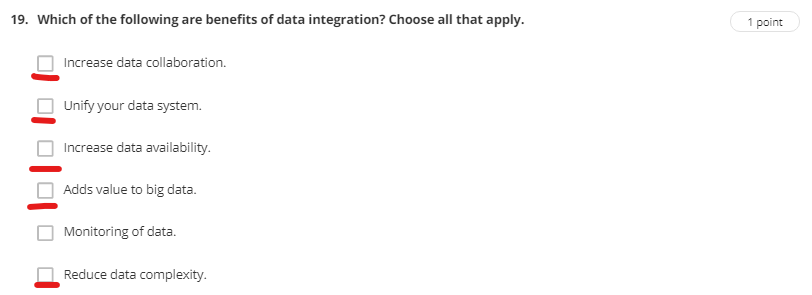 19. Which of the following are benefits of data integration? Choose all that apply.
1 point
Increase data collaboration.
Unify your data system.
Increase data availability.
Adds value to big data.
Monitoring of data.
Reduce data complexity.